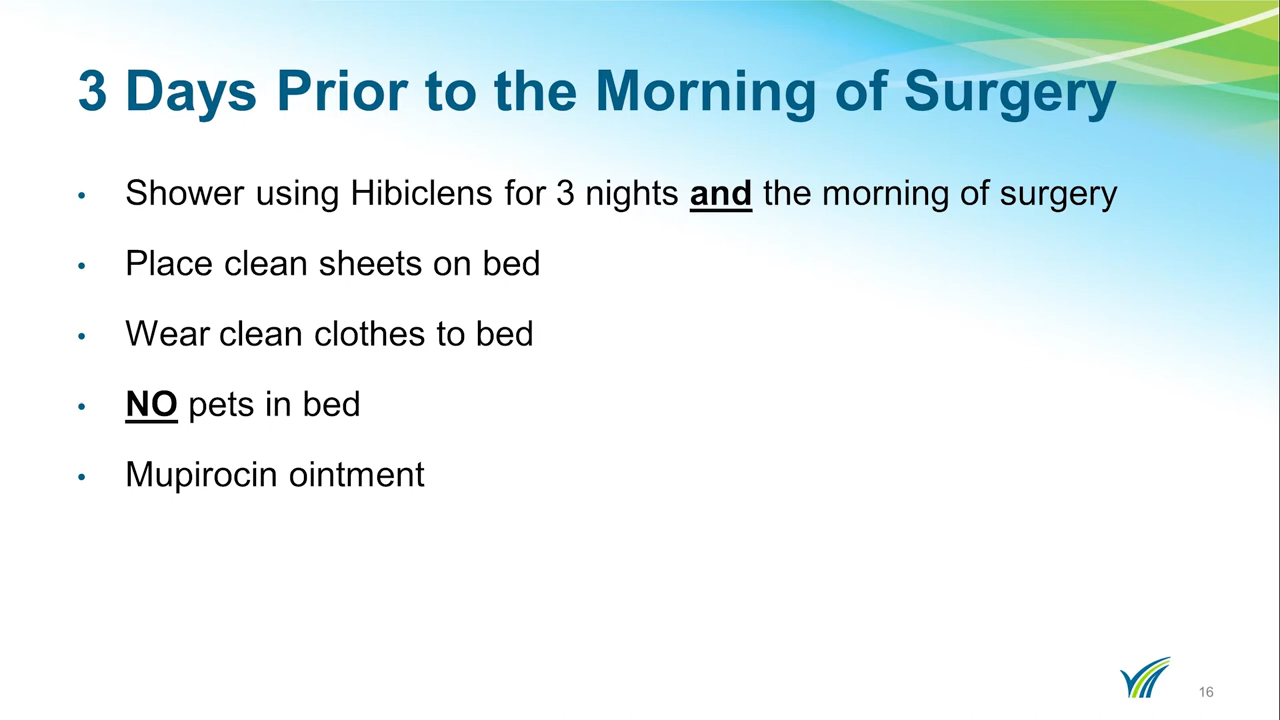 3 Days Prior to the Morning of Surgery
• Shower using Hibiclens for 3 nights and the morning of surgery
• Place clean sheets on bed
• Wear clean clothes to bed
• NO pets in bed
• Mupirocin ointment
16